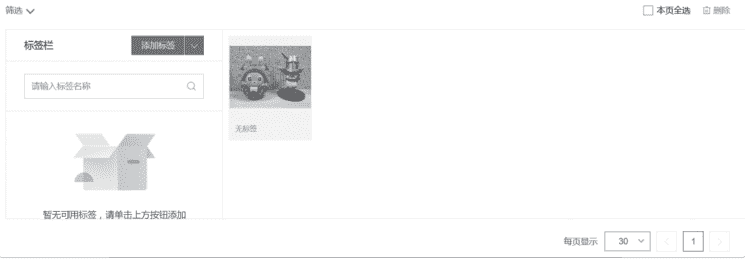 筛选
本页全选 删除
标签栏 添加标签
请输入标签名称
无标签
暂无可用标签，请单击上方按钮添加
每页显示 30 1